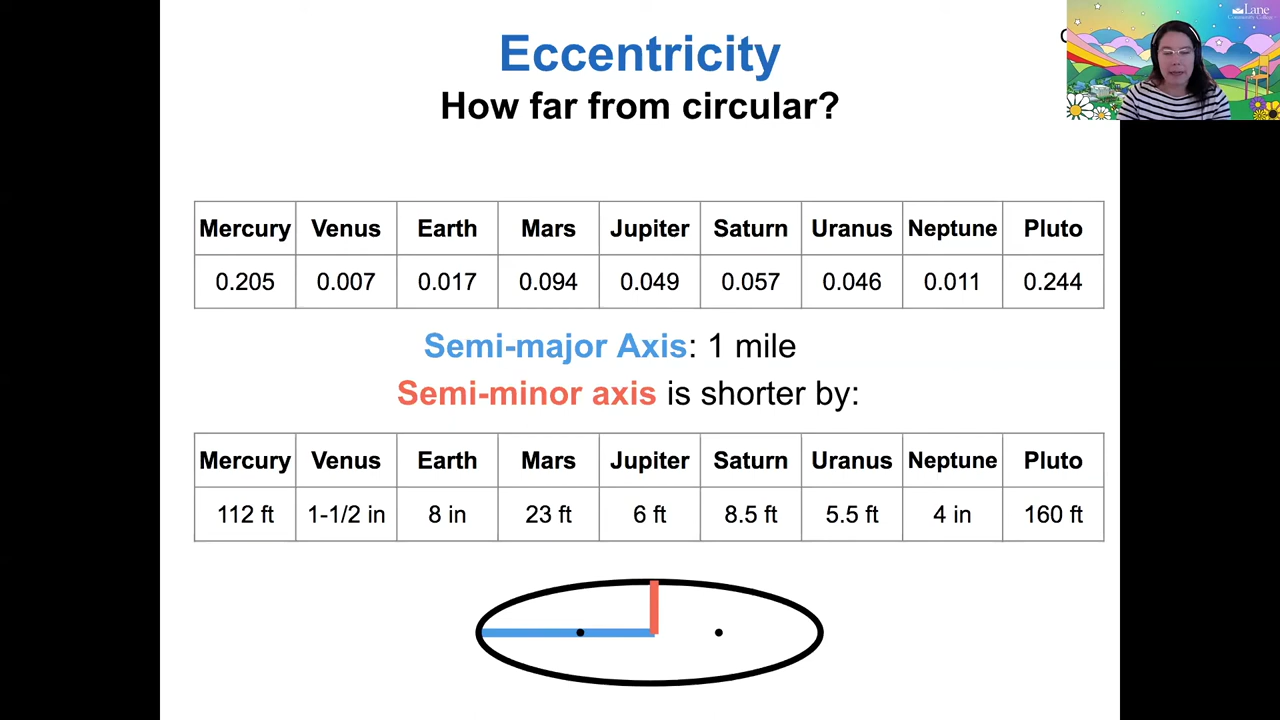 Eccentricity
How far from circular?
Lane
Community College
Mercury Venus Earth Mars Jupiter Saturn Uranus Neptune Pluto
0.205 0.007 0.017 0.094 0.049 0.057 0.046 0.011 0.244
Semi-major Axis: 1 mile
Semi-minor axis is shorter by:
Mercury Venus Earth Mars Jupiter Saturn Uranus Neptune Pluto
112 ft 1-1/2 in 8 in 23 ft 6 ft 8.5 ft 5.5 ft 4 in 160 ft